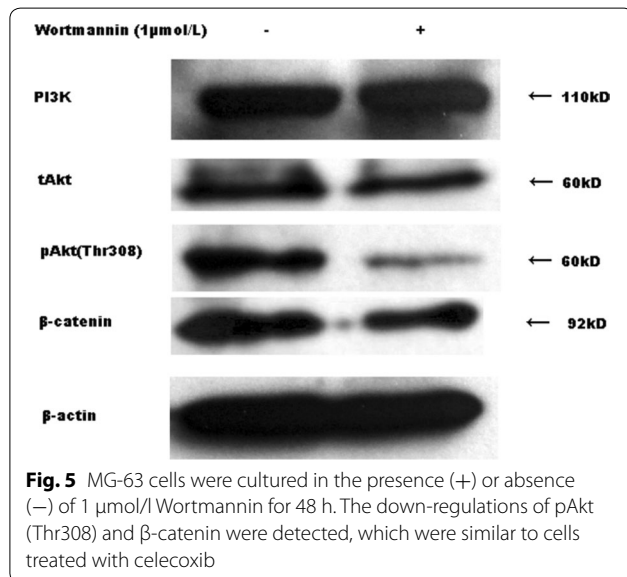 Wortmannin (1μmol/L) - +
PI3K ← 110kD
tAkt ← 60kD
pAkt(Thr308) ← 60kD
β-catenin ← 92kD
β-actin
Fig. 5 MG-63 cells were cultured in the presence (+) or absence
(−) of 1 μmol/l Wortmannin for 48 h. The down-regulations of pAkt
(Thr308) and β-catenin were detected, which were similar to cells
treated with celecoxib